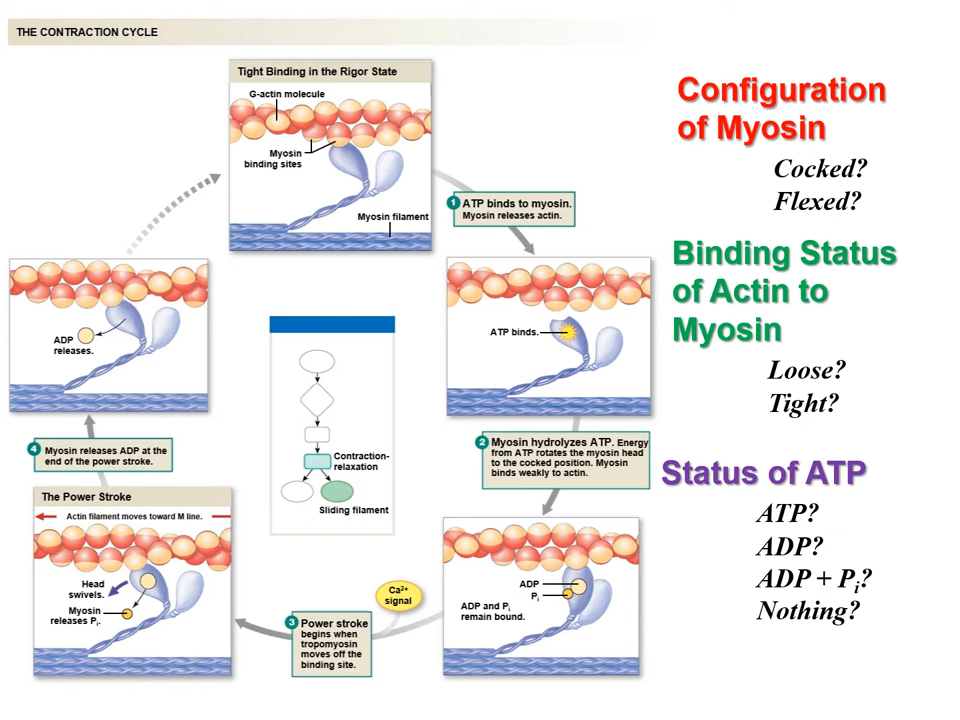 THE CONTRACTION CYCLE
Tight Binding in the Rigor State
G-actin molecule
Myosin
binding sites
Myosin filament
1 ATP binds to myosin.
Myosin releases actin.
ATP binds.
2 Myosin hydrolyzes ATP. Energy
from ATP rotates the myosin head
to the cocked position. Myosin
binds weakly to actin.
ADP
Pi
ADP and Pi
remain bound.
Ca2+
signal
3 Power stroke
begins when
tropomyosin
moves off the
binding site.
The Power Stroke
Actin filament moves toward M line.
Head
swivels.
Myosin
releases Pi.
4 Myosin releases ADP at the
end of the power stroke.
ADP
releases.
Contraction-
relaxation
Sliding filament
Configuration
of Myosin
Cocked?
Flexed?
Binding Status
of Actin to
Myosin
Loose?
Tight?
Status of ATP
ATP?
ADP?
ADP + Pi?
Nothing?